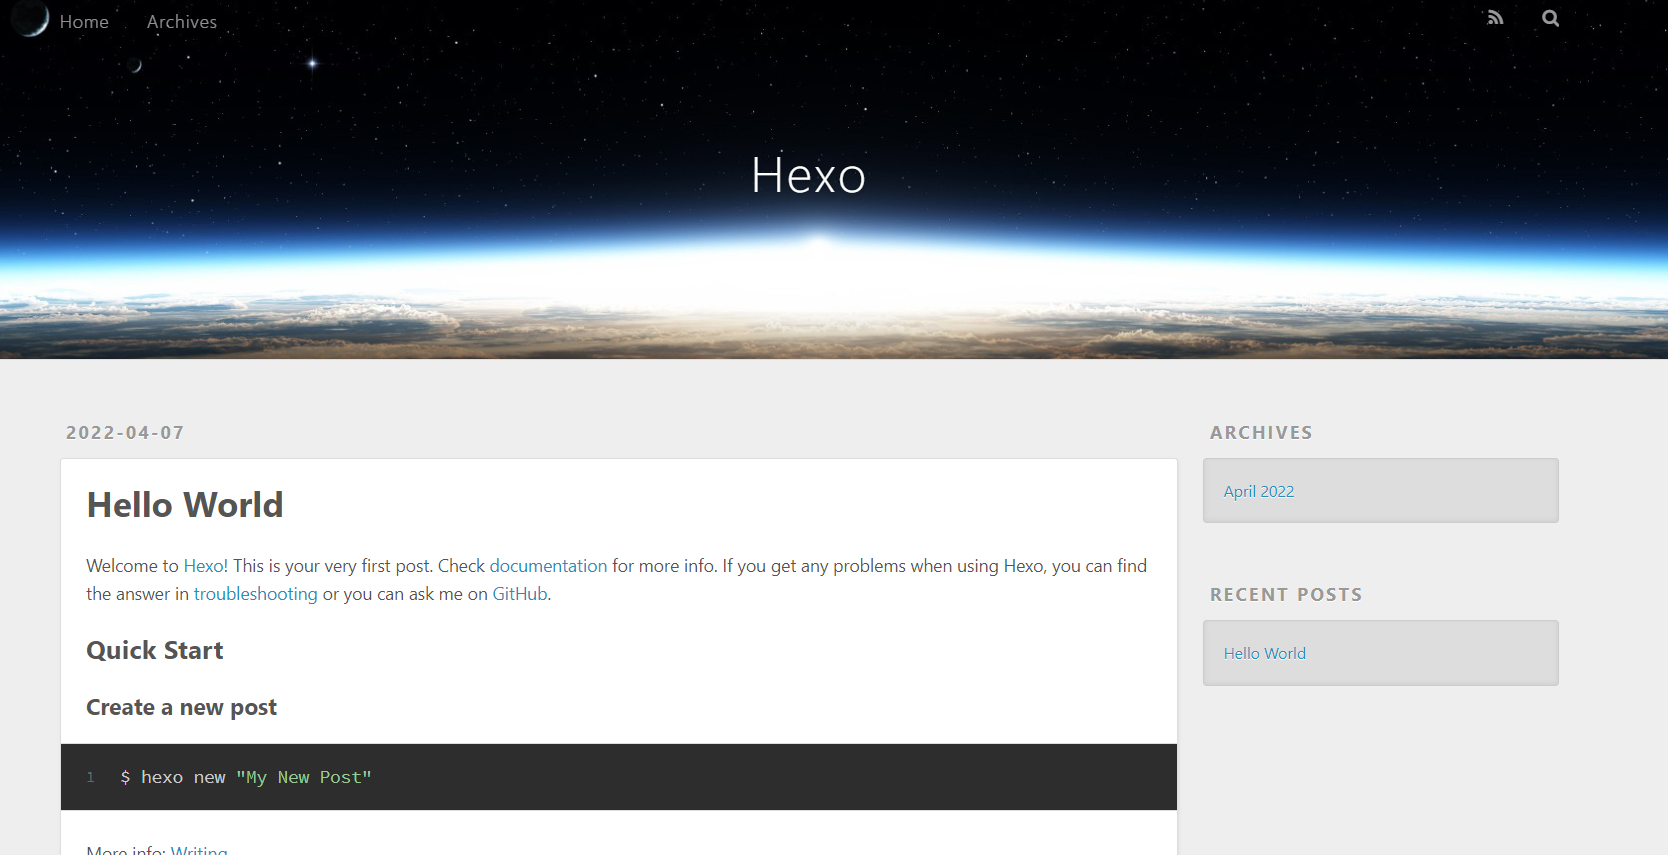 Home Archives
Hexo
2022-04-07
Hello World
Welcome to Hexo! This is your very first post. Check documentation for more info. If you get any problems when using Hexo, you can find
the answer in troubleshooting or you can ask me on GitHub.
Quick Start
Create a new post
1 $ hexo new "My New Post"
More info: Writing
ARCHIVES
April 2022
RECENT POSTS
Hello World